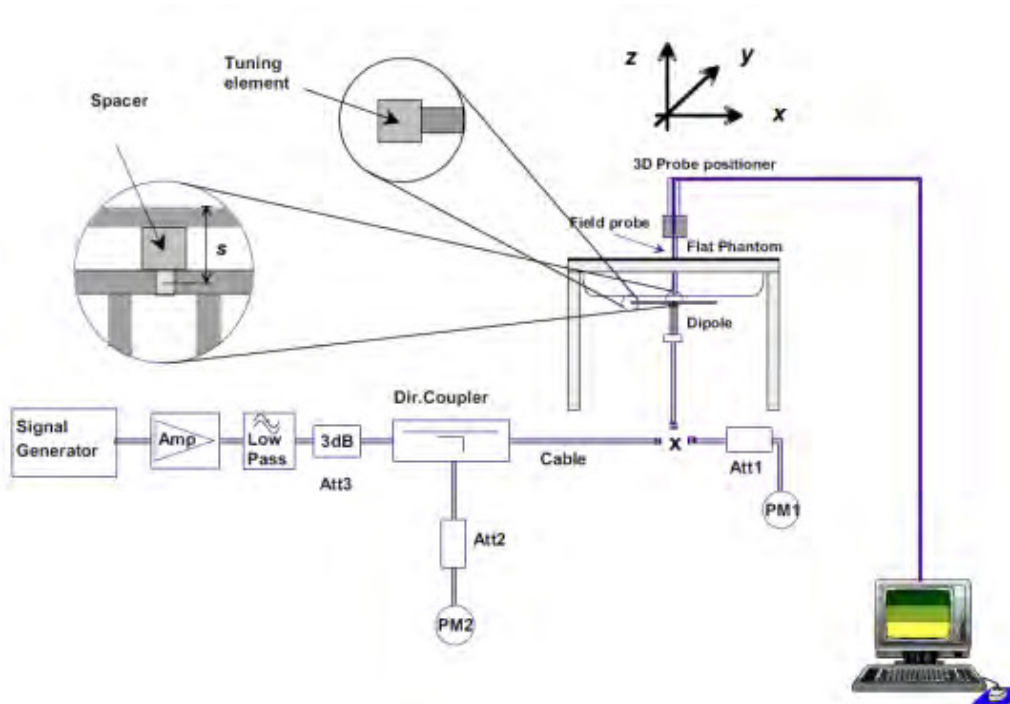 Tuning
element
Spacer
s
z
y
x
3D Probe positioner
Field probe
Flat Phantom
Dipole
Dir.Coupler
Signal
Generator
Amp
Low
Pass
3dB
Att3
Cable
x
Att1
PM1
Att2
PM2